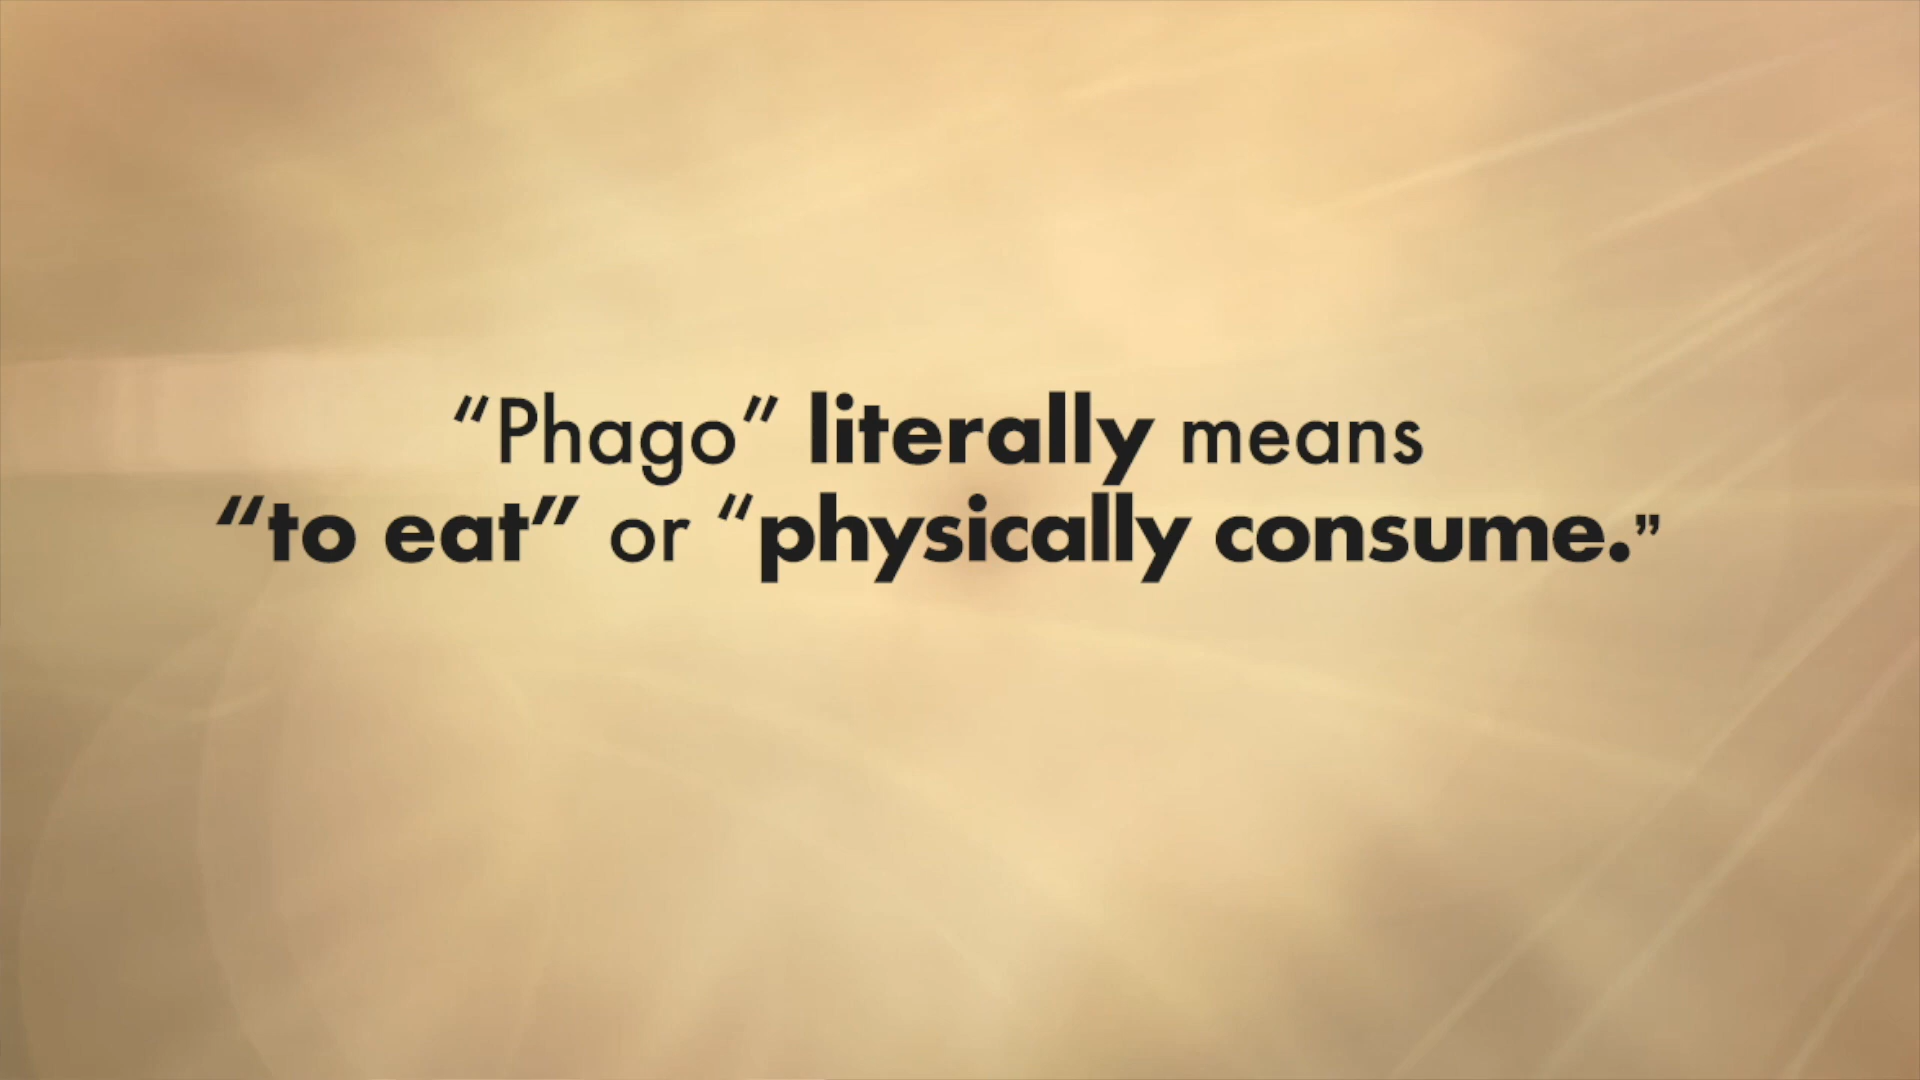 “Phago” literally means
“to eat” or “physically consume.”